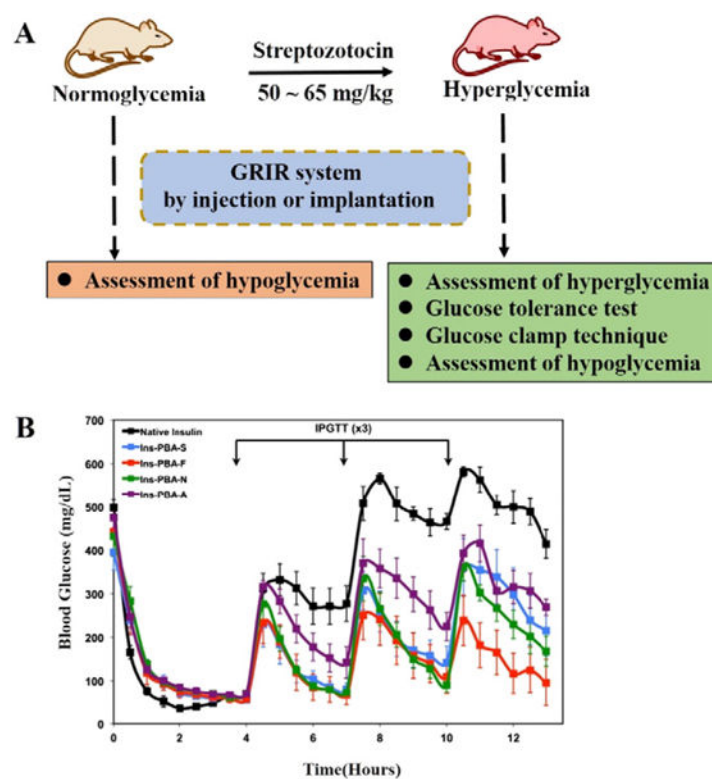 A
Streptozotocin
50 ~ 65 mg/kg
Normoglycemia
Hyperglycemia
GRIR system
by injection or implantation
● Assessment of hypoglycemia
● Assessment of hyperglycemia
● Glucose tolerance test
● Glucose clamp technique
● Assessment of hypoglycemia
B
IPGTT (x3)
Native Insulin
Ins-PBA-S
Ins-PBA-F
Ins-PBA-N
Ins-PBA-A
Blood Glucose (mg/dL)
700
600
500
400
300
200
100
0
0 2 4 6 8 10 12
Time(Hours)